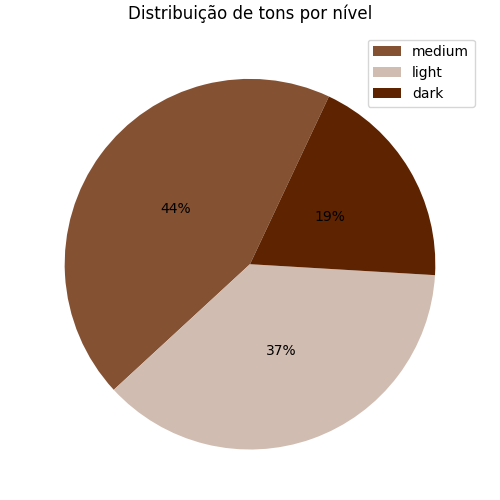 Distribuição de tons por nível
medium
light
dark
44%
19%
37%